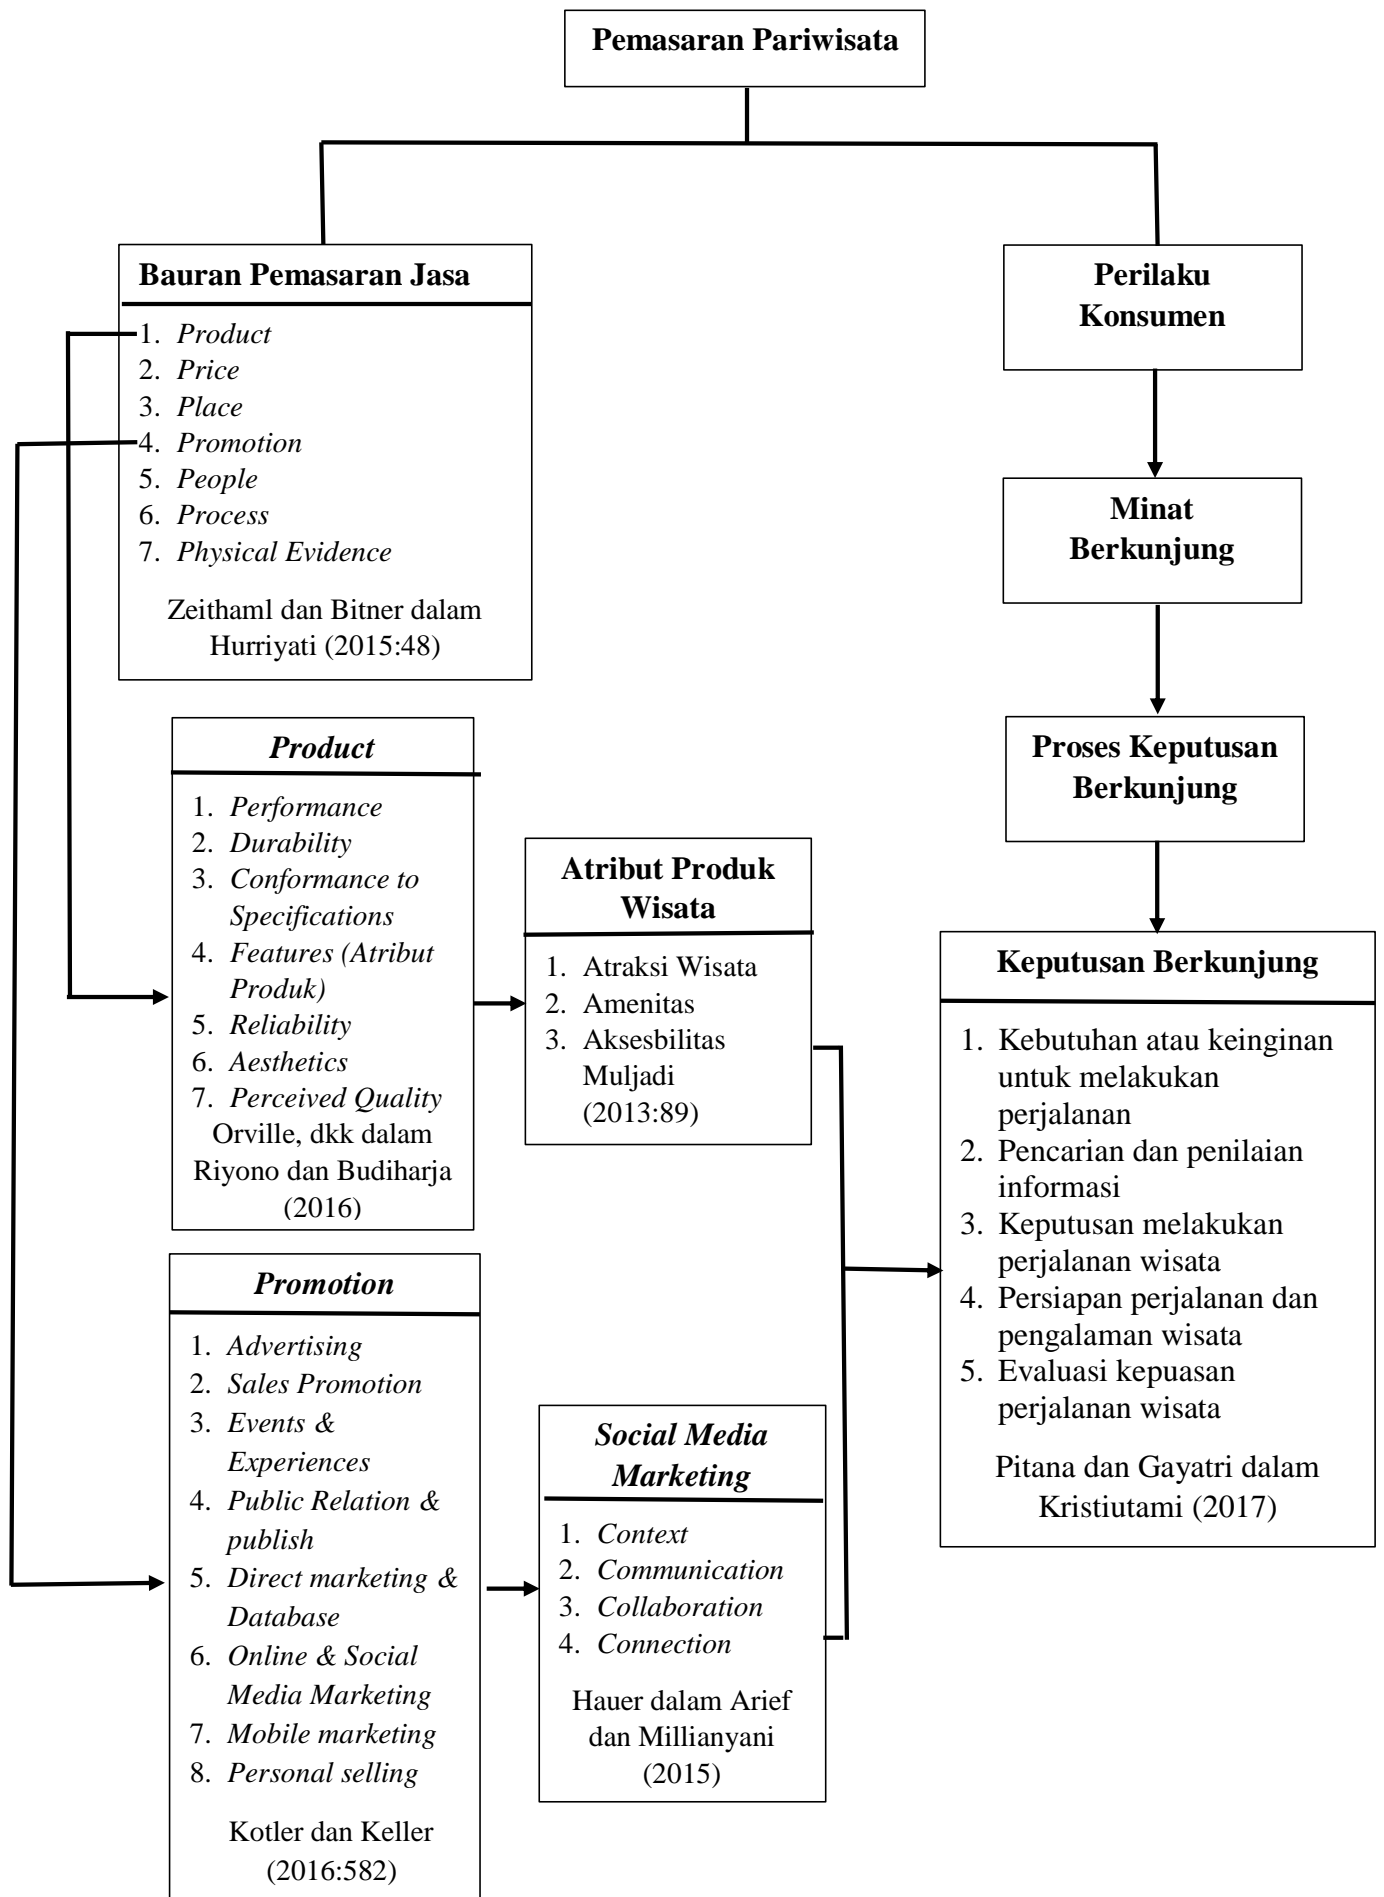 Pemasaran Pariwisata
Bauran Pemasaran Jasa
1. Product
2. Price
3. Place
4. Promotion
5. People
6. Process
7. Physical Evidence
Zeithaml dan Bitner dalam
Hurriyati (2015:48)
Perilaku
Konsumen
Minat
Berkunjung
Proses Keputusan
Berkunjung
Product
1. Performance
2. Durability
3. Conformance to
Specifications
4. Features (Atribut
Produk)
5. Reliability
6. Aesthetics
7. Perceived Quality
Orville, dkk dalam
Riyono dan Budiharja
(2016)
Atribut Produk
Wisata
1. Atraksi Wisata
2. Amenitas
3. Aksesbilitas
Muljadi
(2013:89)
Keputusan Berkunjung
1. Kebutuhan atau keinginan
untuk melakukan
perjalanan
2. Pencarian dan penilaian
informasi
3. Keputusan melakukan
perjalanan wisata
4. Persiapan perjalanan dan
pengalaman wisata
5. Evaluasi kepuasan
perjalanan wisata
Pitana dan Gayatri dalam
Kristiutami (2017)
Promotion
1. Advertising
2. Sales Promotion
3. Events &
Experiences
4. Public Relation &
publish
5. Direct marketing &
Database
6. Online & Social
Media Marketing
7. Mobile marketing
8. Personal selling
Kotler dan Keller
(2016:582)
Social Media
Marketing
1. Context
2. Communication
3. Collaboration
4. Connection
Hauer dalam Arief
dan Millianyani
(2015)